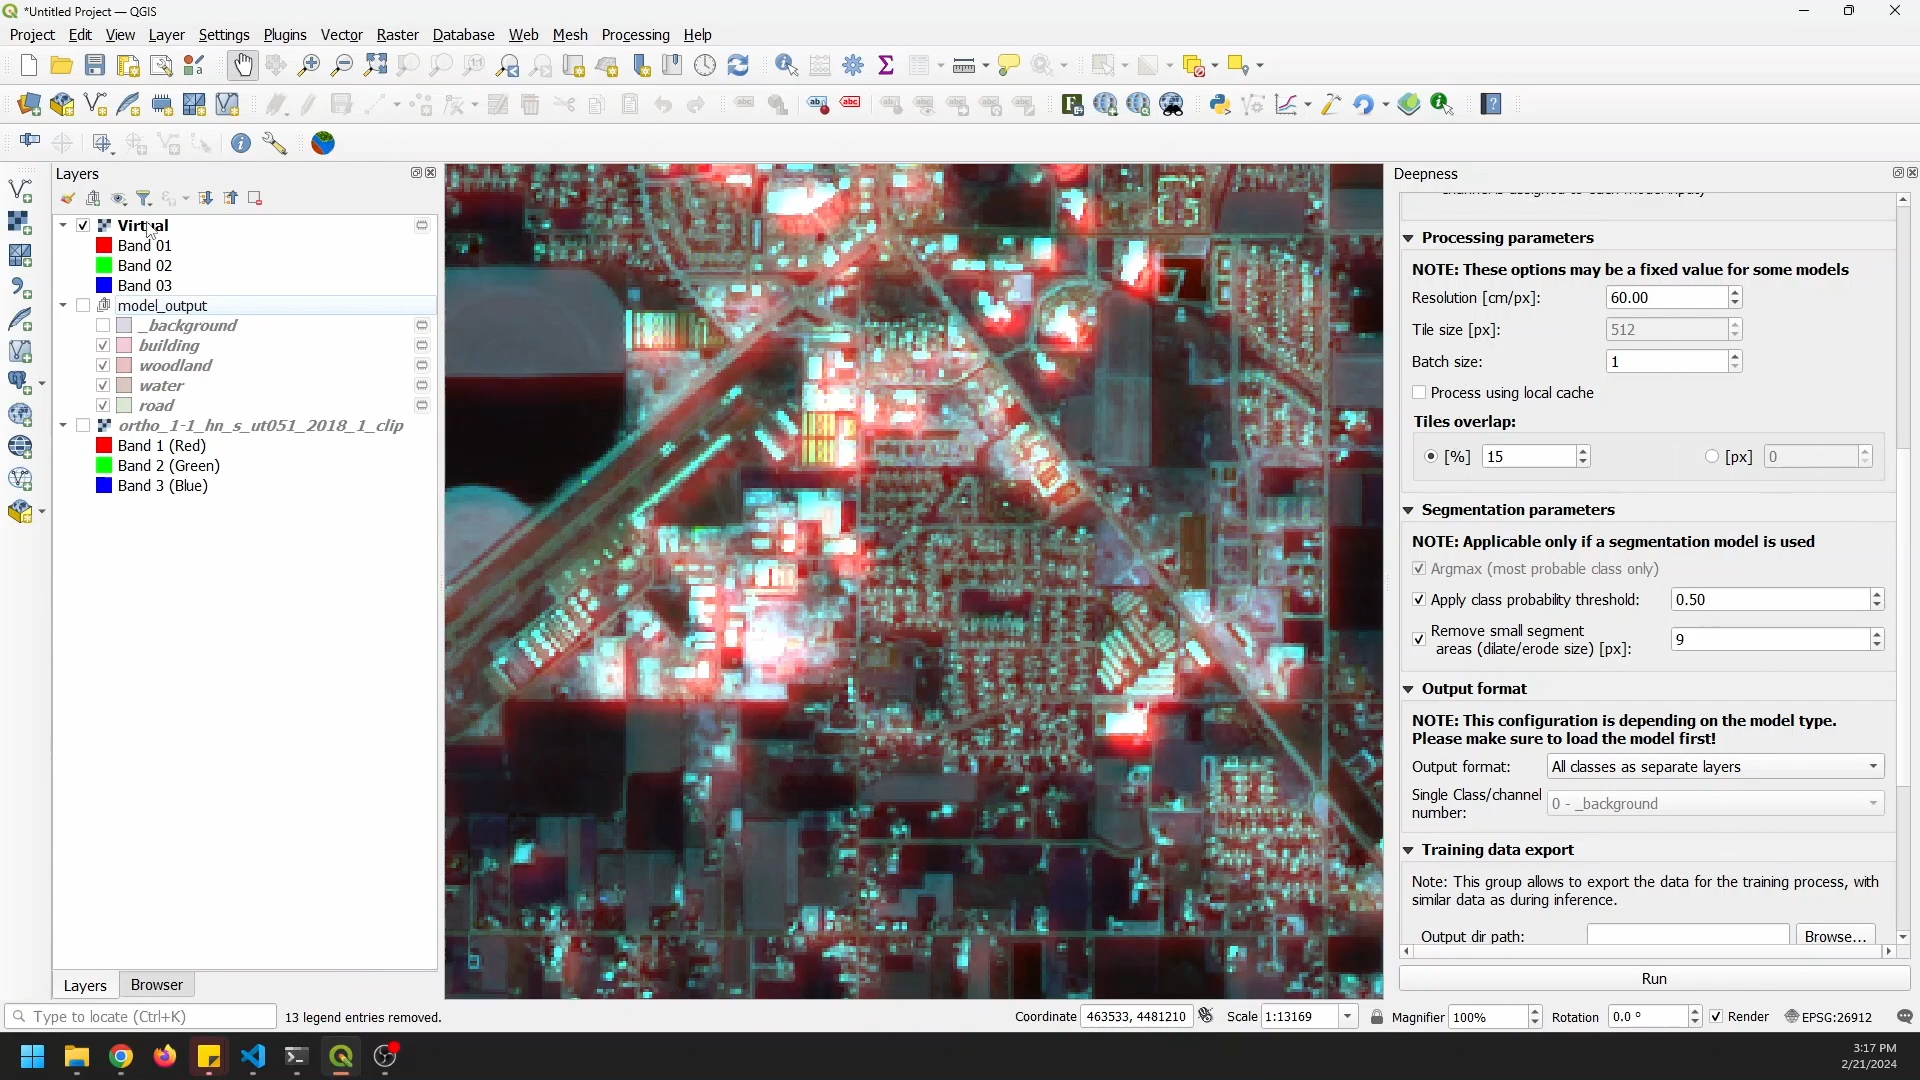 *Untitled Project — QGIS
Project Edit View Layer Settings Plugins Vector Raster Database Web Mesh Processing Help
Layers
Virtual
Band 01
Band 02
Band 03
model_output
_background
building
woodland
water
road
ortho_1-1_hn_s_ut051_2018_1_clip
Band 1 (Red)
Band 2 (Green)
Band 3 (Blue)
Layers Browser
Deepness
Processing parameters
NOTE: These options may be a fixed value for some models
Resolution [cm/px]: 60.00
Tile size [px]: 512
Batch size: 1
Process using local cache
Tiles overlap:
[%] 15 [px] 0
Segmentation parameters
NOTE: Applicable only if a segmentation model is used
Argmax (most probable class only)
Apply class probability threshold: 0.50
Remove small segment
areas (dilate/erode size) [px]: 9
Output format
NOTE: This configuration is depending on the model type.
Please make sure to load the model first!
Output format: All classes as separate layers
Single Class/channel
number: 0 - _background
Training data export
Note: This group allows to export the data for the training process, with
similar data as during inference.
Output dir path: Browse...
Run
Type to locate (Ctrl+K) 13 legend entries removed. Coordinate 463533, 4481210 Scale 1:13169 Magnifier 100% Rotation 0.0 ° Render EPSG:26912
3:17 PM
2/21/2024